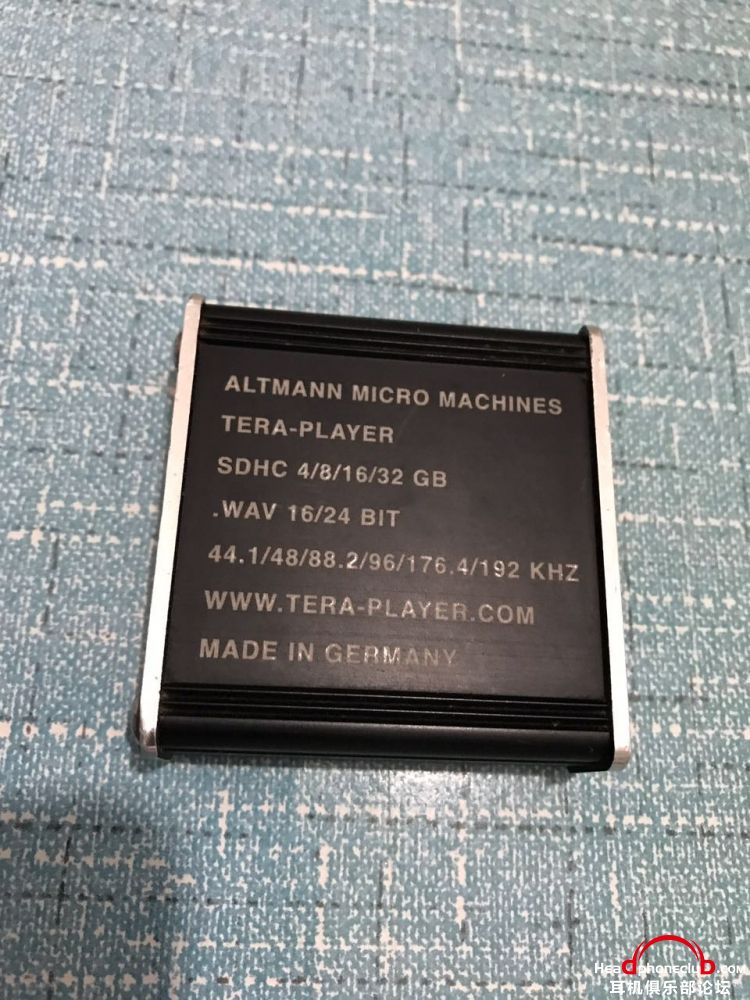 ALTMANN MICRO MACHINES
TERA-PLAYER
SDHC 4/8/16/32 GB
.WAV 16/24 BIT
44.1/48/88.2/96/176.4/192 KHZ
WWW.TERA-PLAYER.COM
MADE IN GERMANY
Headphoneclub.com
耳机俱乐部论坛